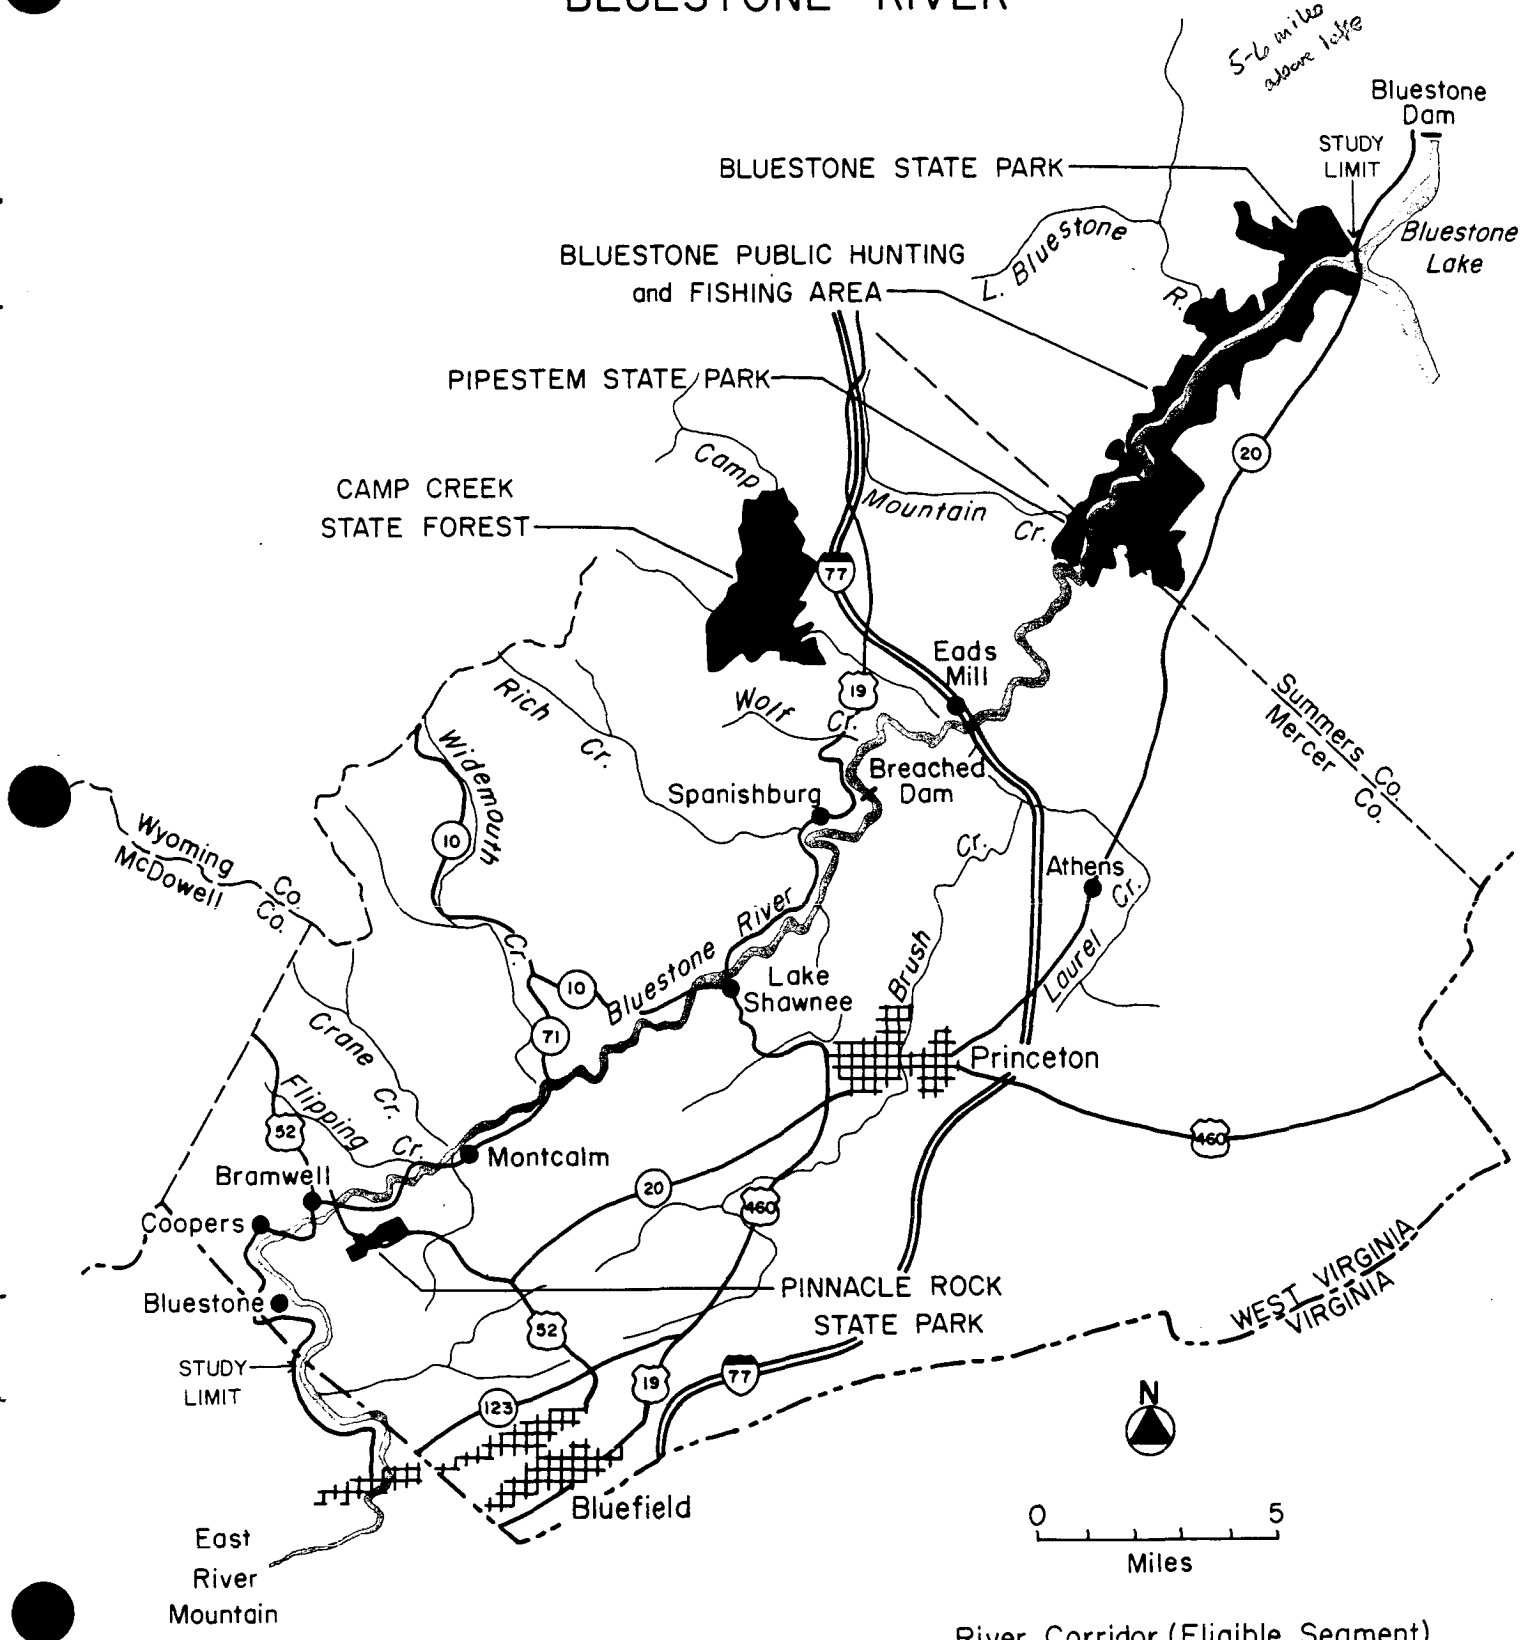 BLUESTONE RIVER
5-6 miles
above lake
Bluestone
Dam
STUDY
LIMIT
BLUESTONE STATE PARK
L. Bluestone
R.
Bluestone
Lake
BLUESTONE PUBLIC HUNTING
and FISHING AREA
PIPESTEM STATE PARK
Camp
20
CAMP CREEK
STATE FOREST
Mountain
Cr.
77
Eads
Mill
19
Rich
Cr.
Wolf
Cr.
Summers Co.
Mercer Co.
Widemouth
Cr.
Breached
Dam
Spanishburg
10
Wyoming Co.
McDowell Co.
Cr.
Athens
Cr.
Bluestone River
Brush
Laurel
Lake
Shawnee
10
71
Crane
Cr.
Princeton
Flipping
Cr.
52
460
Montcalm
Bramwell
20
460
Coopers
PINNACLE ROCK
STATE PARK
Bluestone
WEST VIRGINIA
VIRGINIA
52
STUDY
LIMIT
77
19
123
N
Bluefield
0 5
Miles
East
River
Mountain
River Corridor (Eligible Segment)